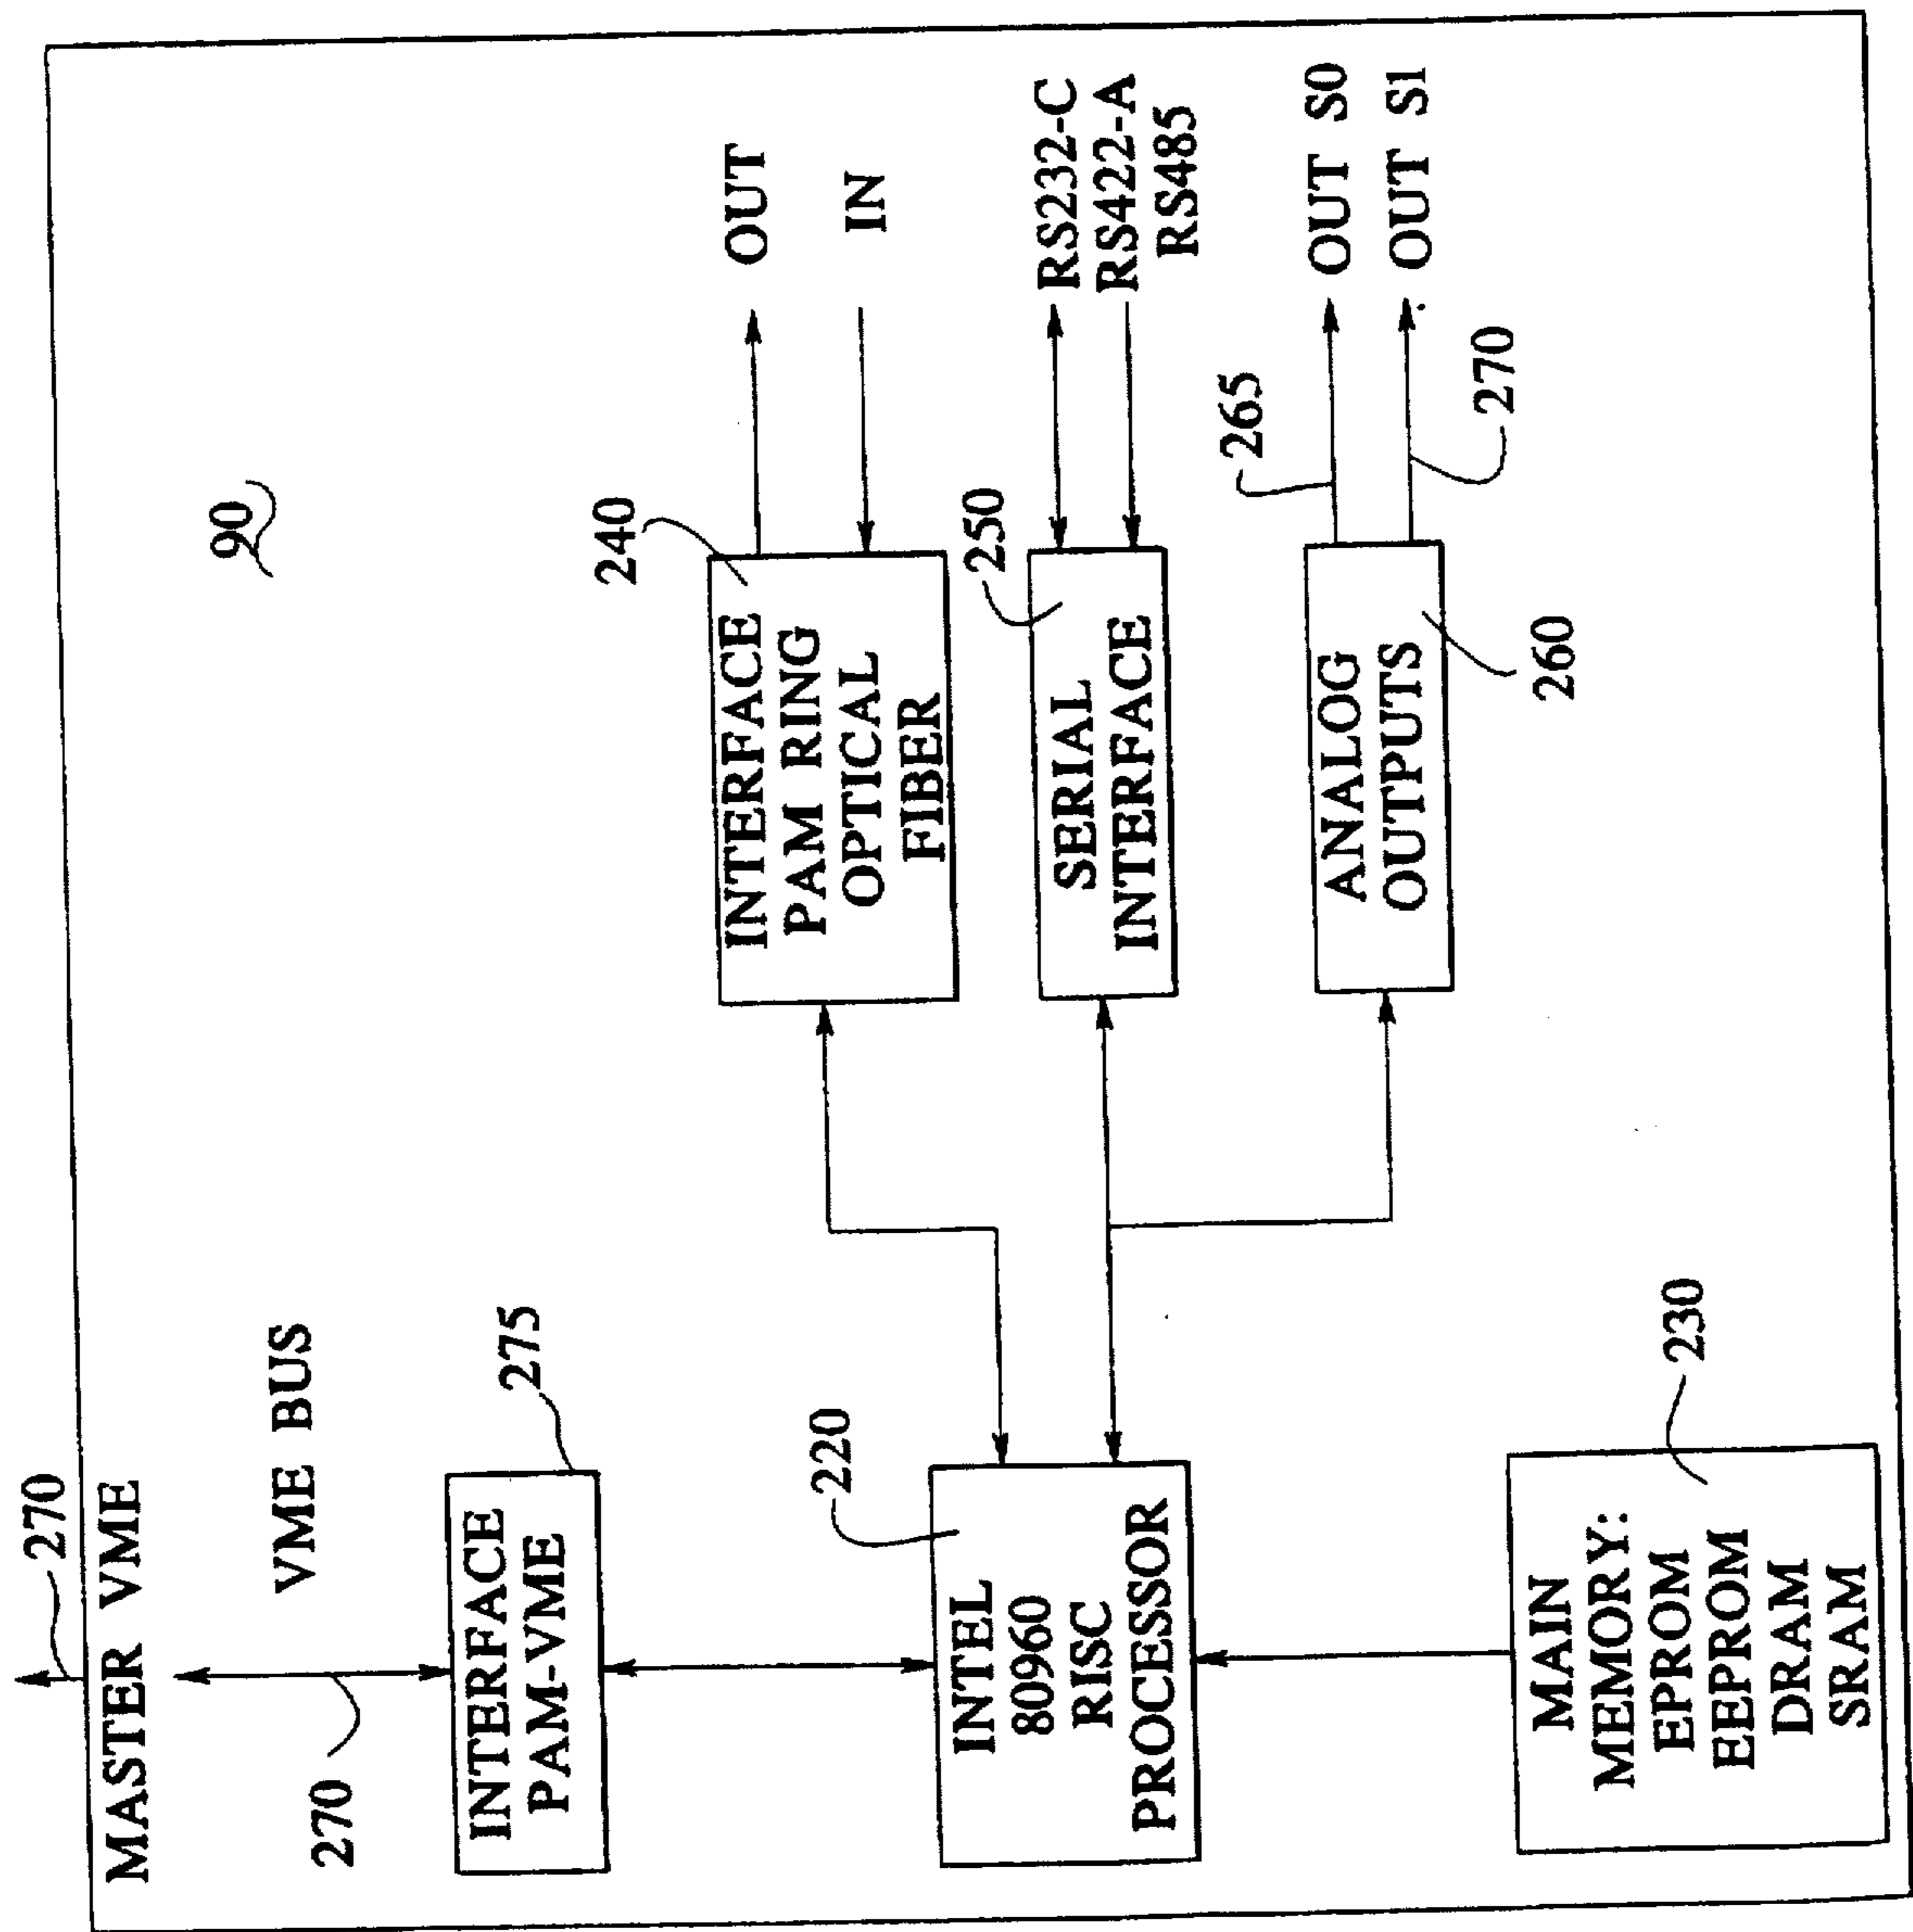 270
MASTER VME
VME BUS
270
INTERFACE
PAM-VME
275
90
220
INTEL
80960
RISC
PROCESSOR
MAIN
MEMORY:
EPROM
EEPROM
DRAM
SRAM
230
240
INTERFACE
PAM RING
OPTICAL
FIBER
OUT
IN
250
SERIAL
INTERFACE
RS232-C
RS422-A
RS485
265
ANALOG
OUTPUTS
260
OUT S0
OUT S1
270